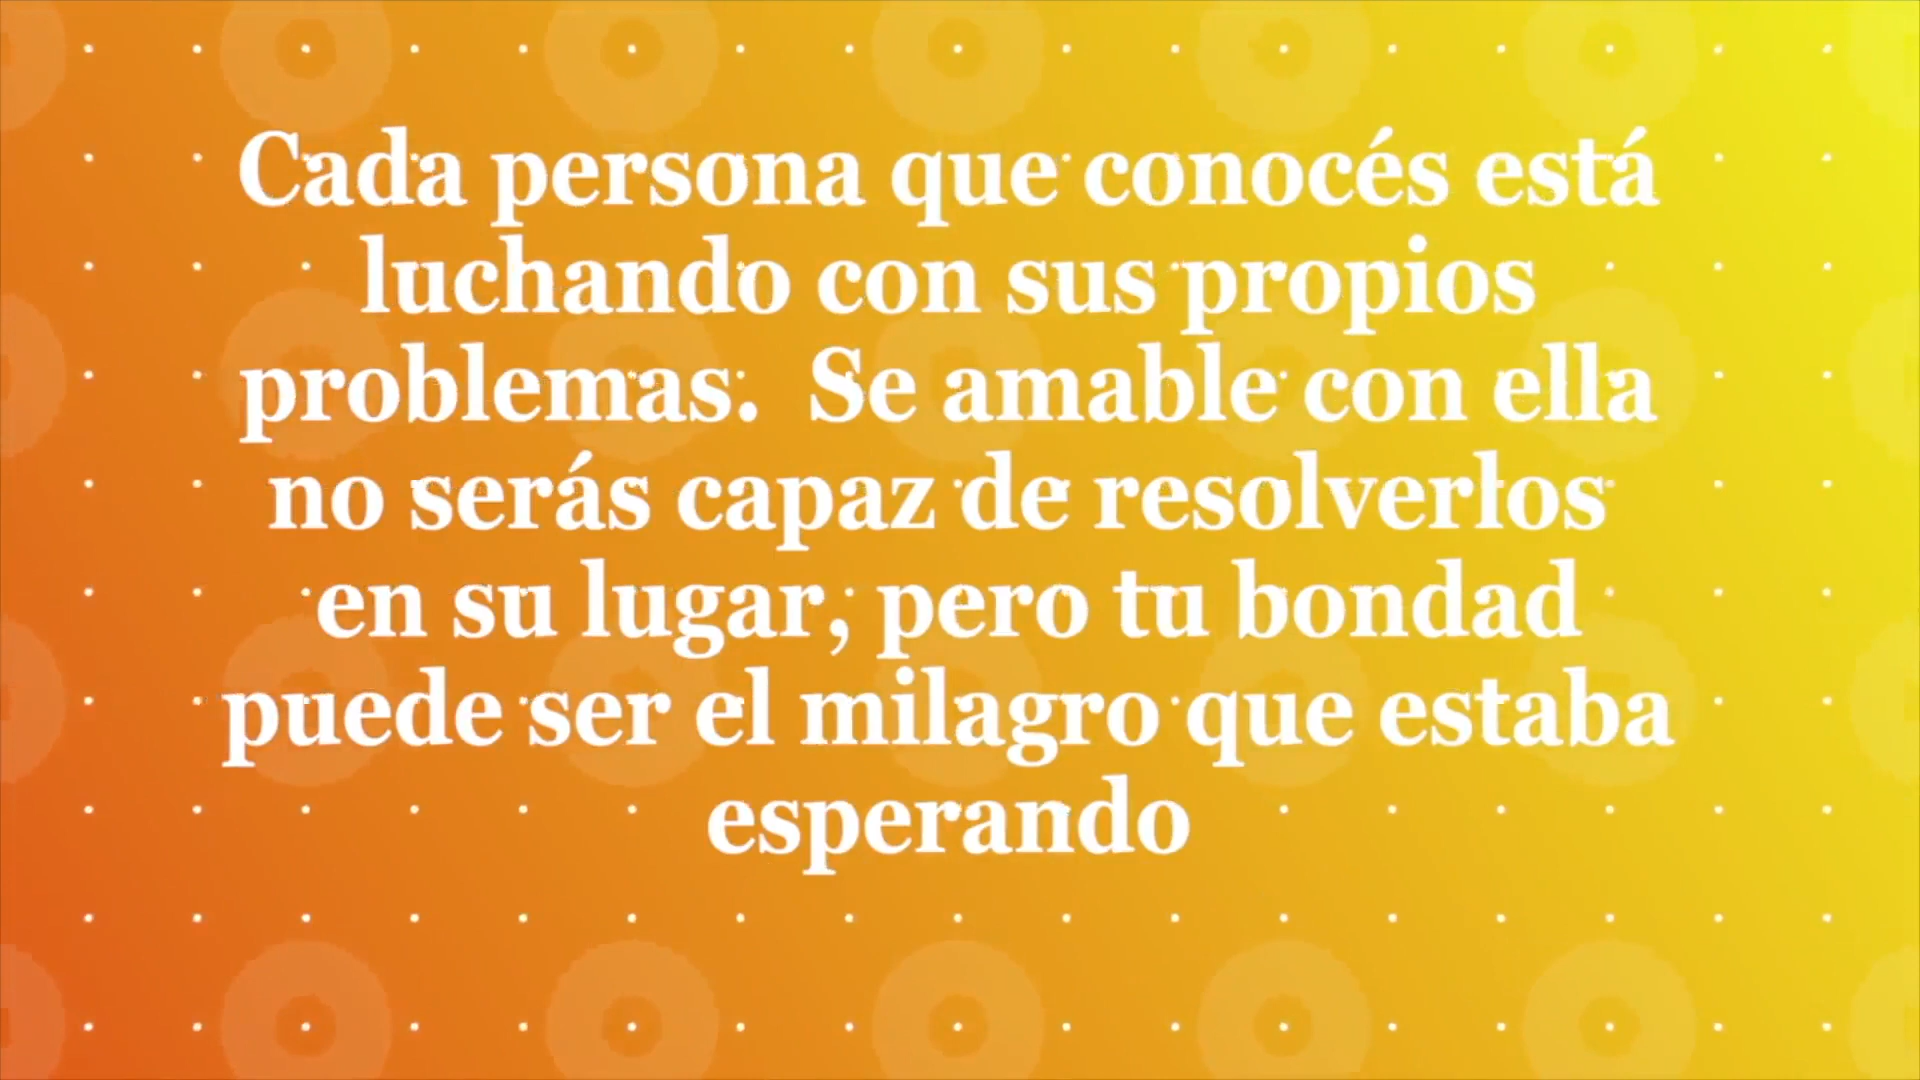 Cada persona que conocés está
luchando con sus propios
problemas.  Se amable con ella
no serás capaz de resolverlos
en su lugar, pero tu bondad
puede ser el milagro que estaba
esperando